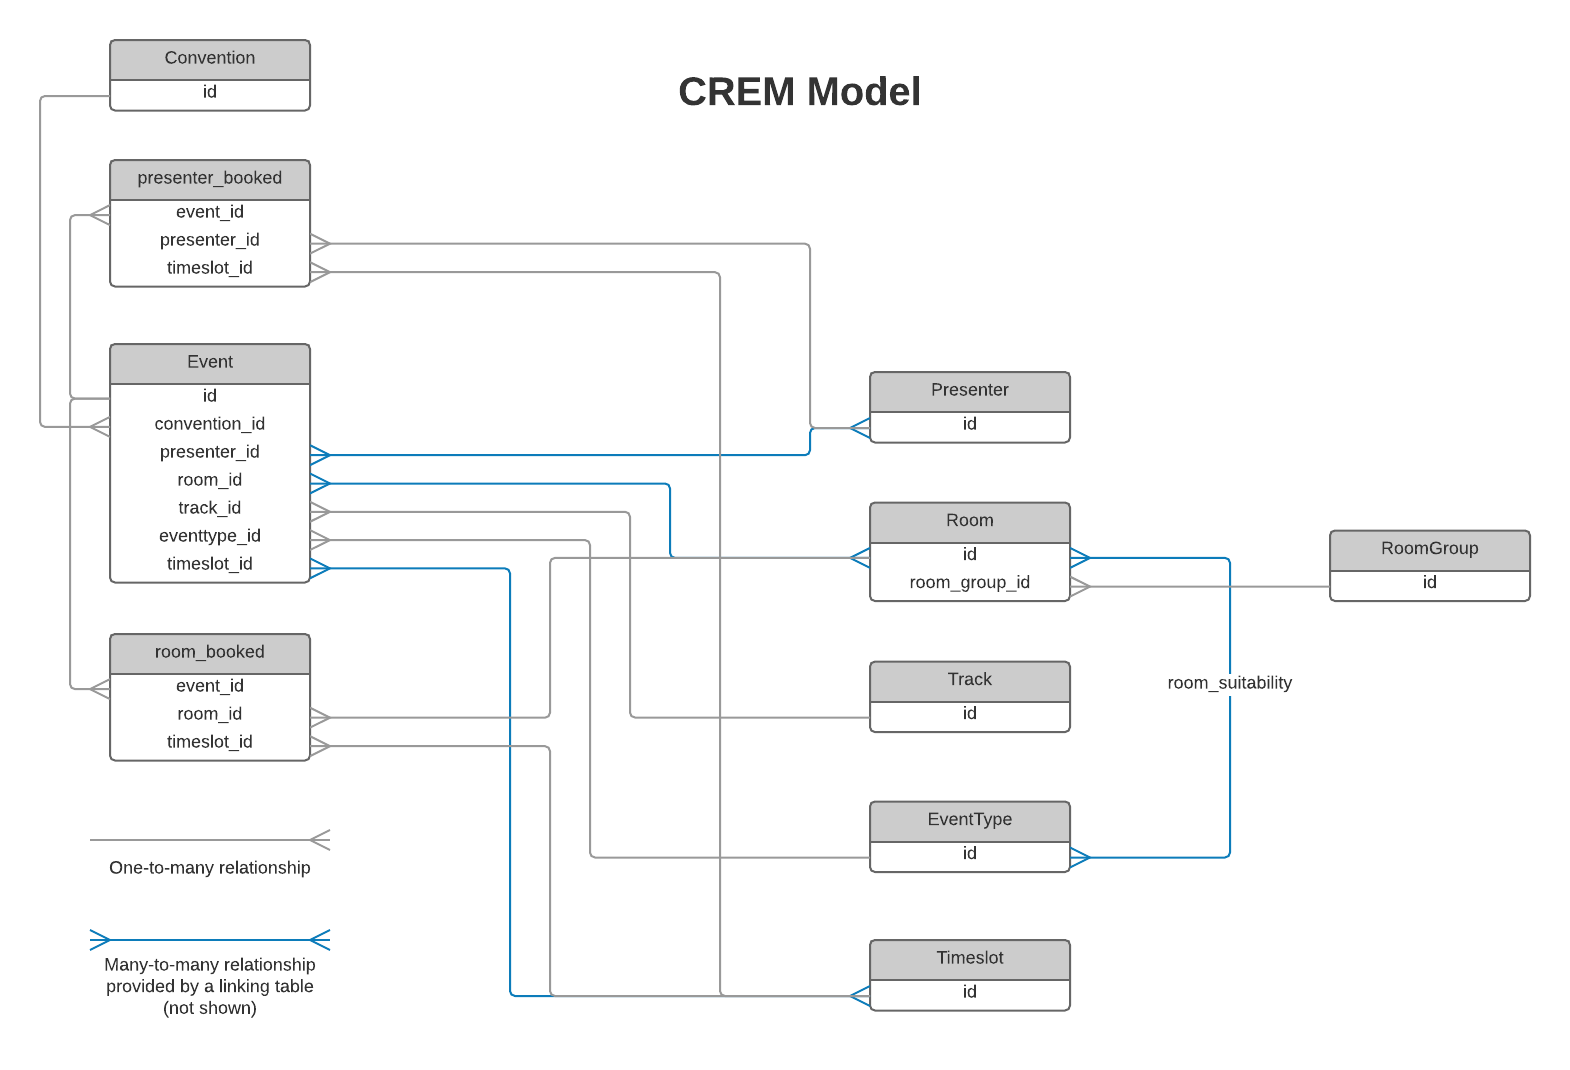 CREM Model
Convention
id
presenter_booked
event_id
presenter_id
timeslot_id
Event
id
convention_id
presenter_id
room_id
track_id
eventtype_id
timeslot_id
room_booked
event_id
room_id
timeslot_id
One-to-many relationship
Many-to-many relationship
provided by a linking table
(not shown)
Presenter
id
Room
id
room_group_id
Track
id
EventType
id
Timeslot
id
RoomGroup
id
room_suitability